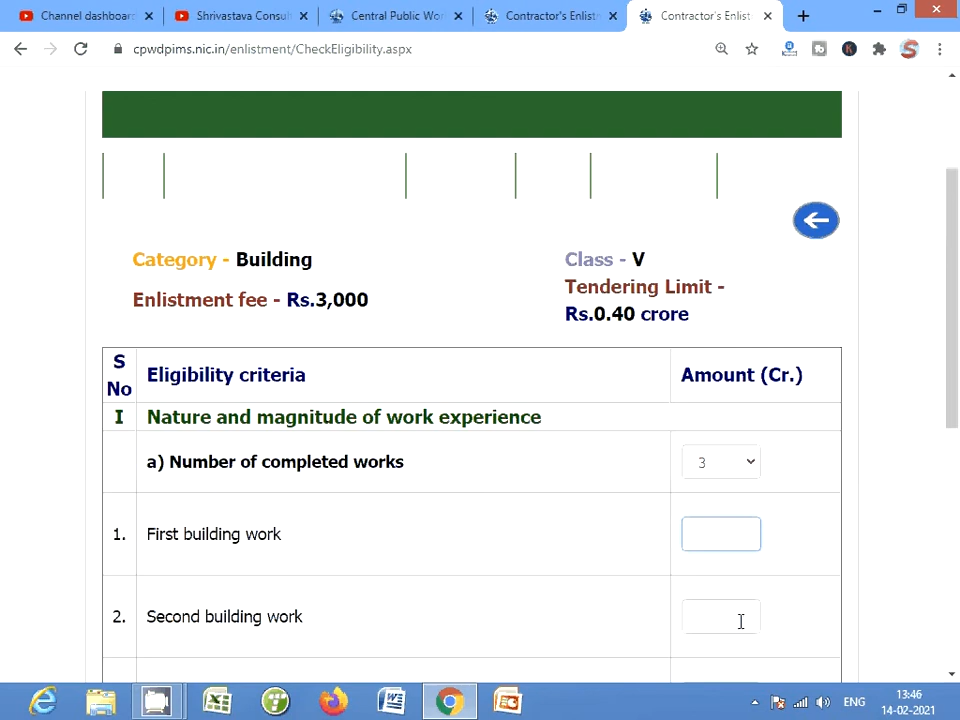 Channel dashboard
Shrivastava Consul
Central Public Wor
Contractor's Enlist
Contractor's Enlist
cpwdpims.nic.in/enlistment/CheckEligibility.aspx
Category - Building
Class - V
Enlistment fee - Rs.3,000
Tendering Limit -
Rs.0.40 crore
S No
Eligibility criteria
Amount (Cr.)
I
Nature and magnitude of work experience
a) Number of completed works
3
1.
First building work
2.
Second building work
ENG
13:46
14-02-2021